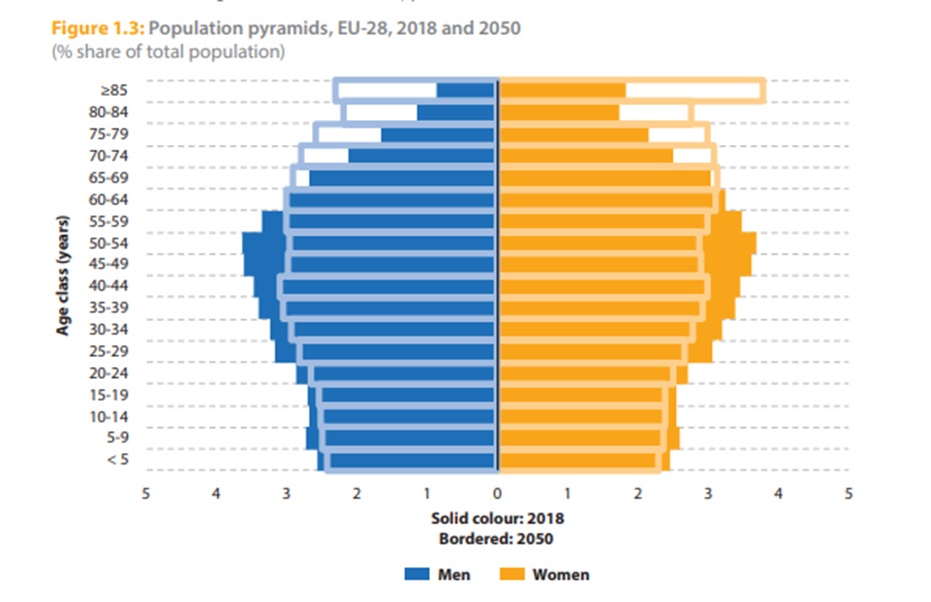 Figure 1.3: Population pyramids, EU-28, 2018 and 2050
(% share of total population)
Age class (years)
≥85
80-84
75-79
70-74
65-69
60-64
55-59
50-54
45-49
40-44
35-39
30-34
25-29
20-24
15-19
10-14
5-9
< 5
5 4 3 2 1 0 1 2 3 4 5
Solid colour: 2018
Bordered: 2050
Men Women